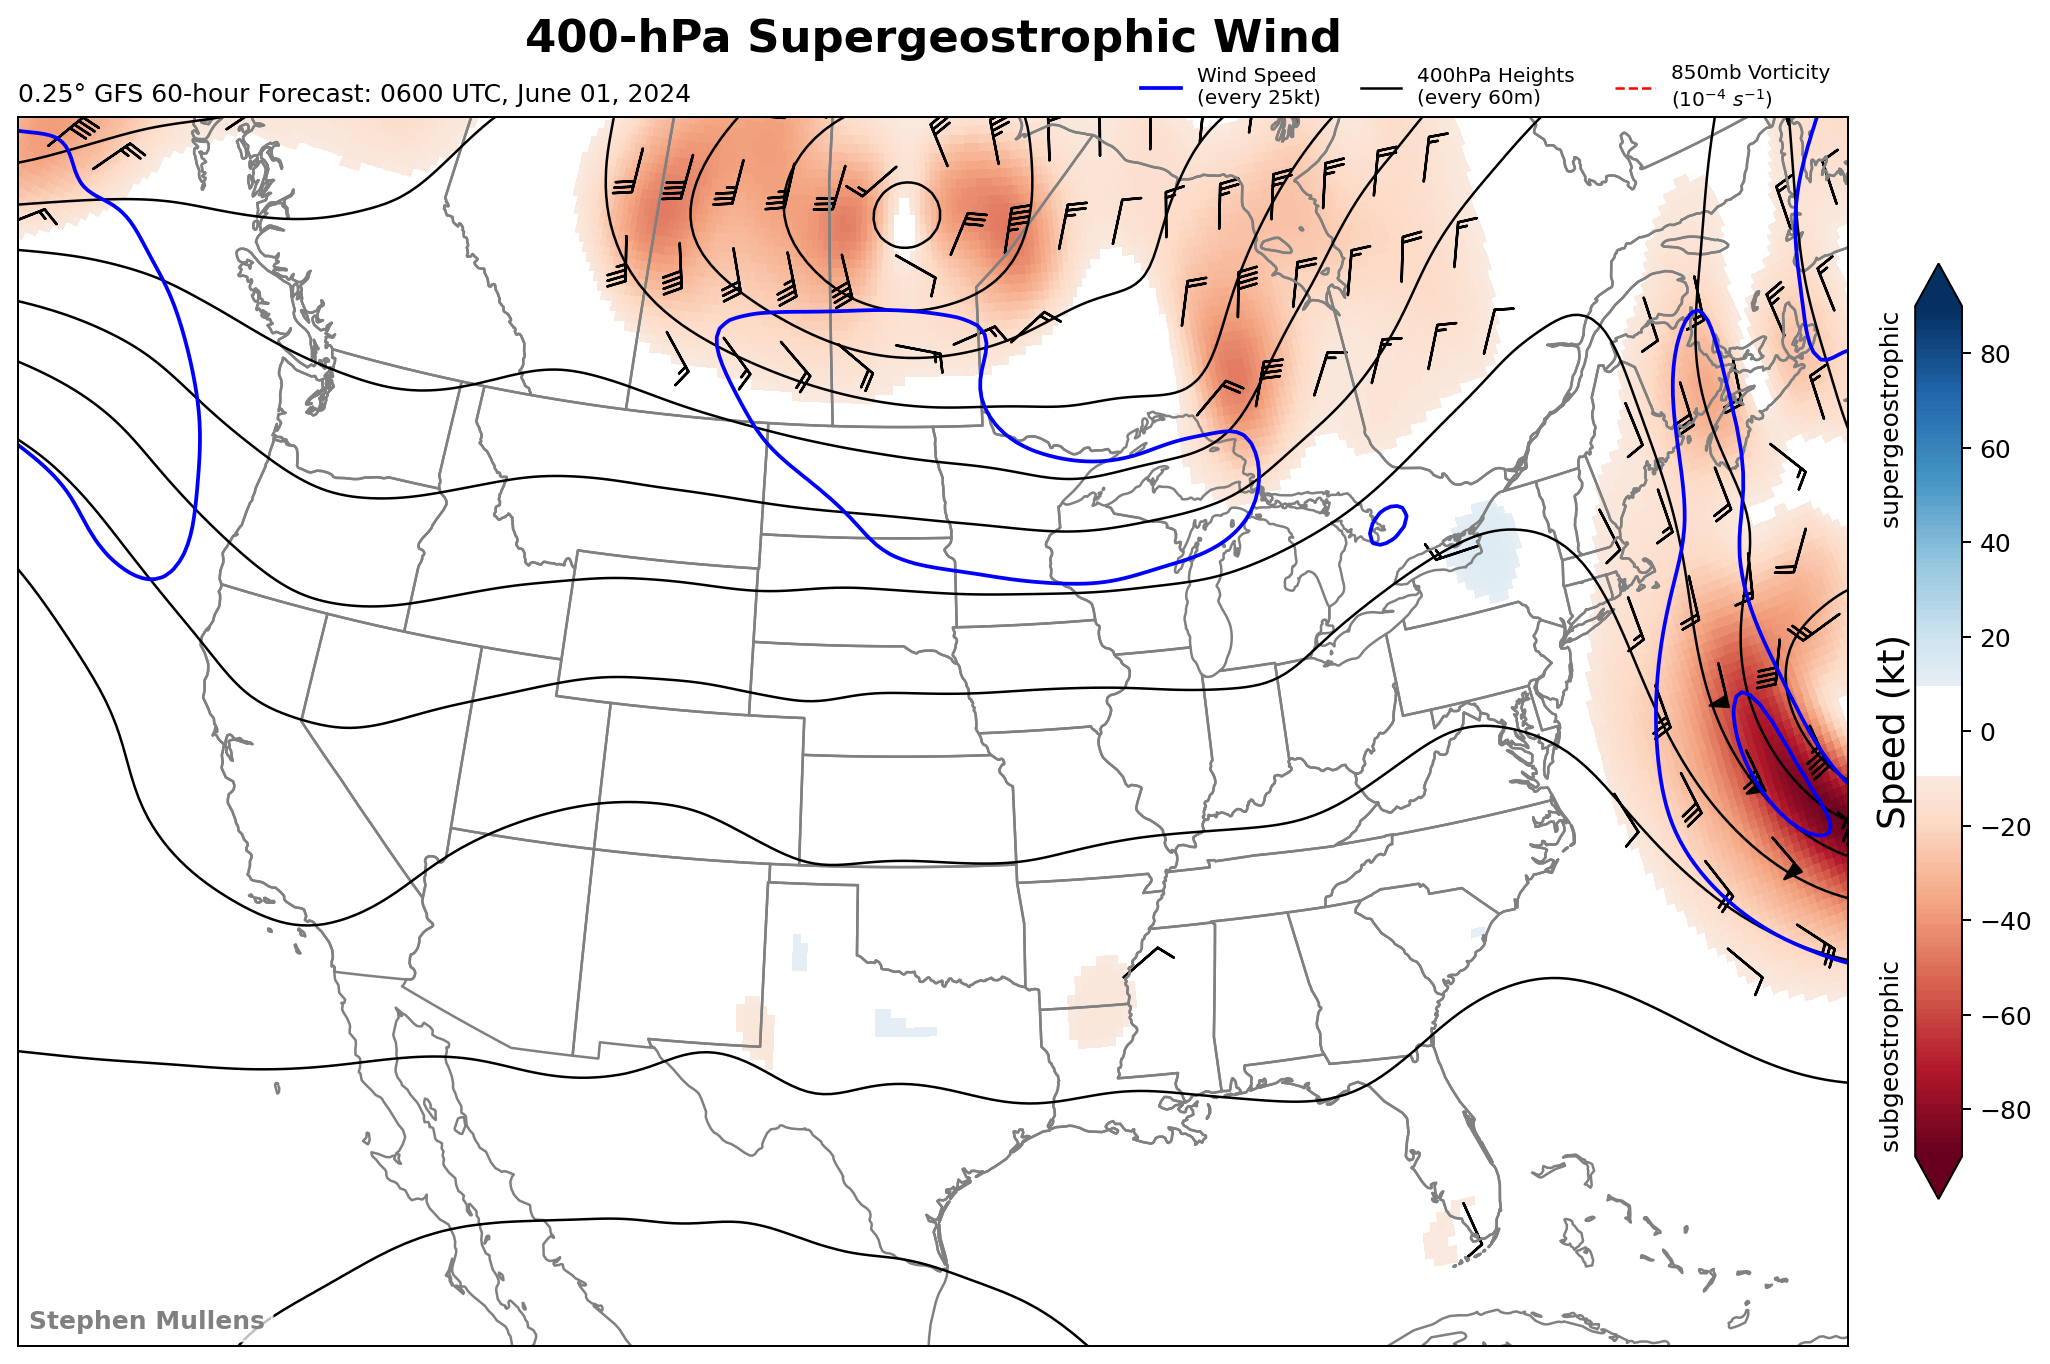 400-hPa Supergeostrophic Wind
0.25° GFS 60-hour Forecast: 0600 UTC, June 01, 2024
Wind Speed
(every 25kt)
400hPa Heights
(every 60m)
850mb Vorticity
(10⁻⁴ s⁻¹)
supergeostrophic
Speed (kt)
subgeostrophic
80
60
40
20
0
−20
−40
−60
−80
Stephen Mullens